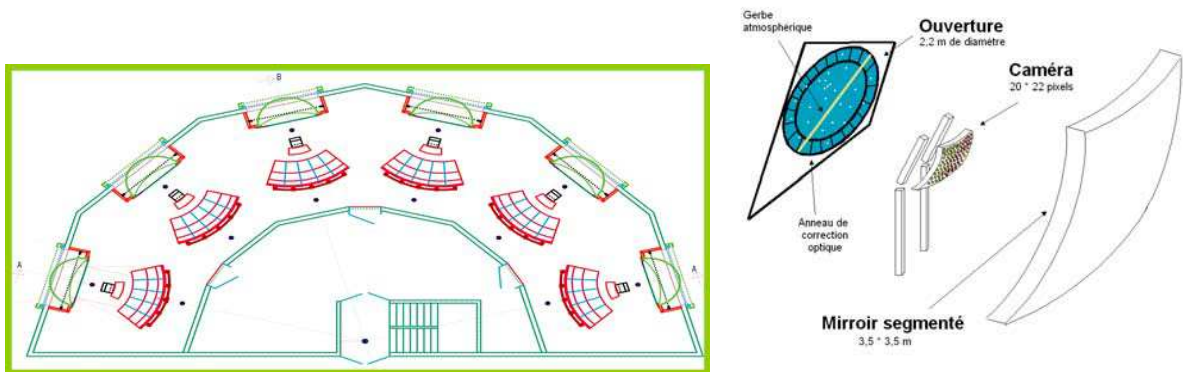 B
A
A
Gerbe
atmosphérique
Ouverture
2,2 m de diamètre
Caméra
20 * 22 pixels
Anneau de
correction
optique
Mirroir segmenté
3,5 * 3,5 m